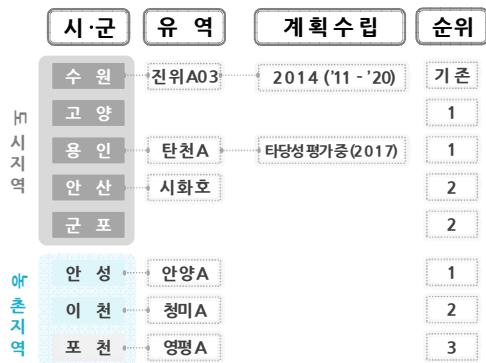 시·군 유 역 계획수립 순위
도시지역
수 원 진위A03 2014 ('11 - '20) 기 존
고 양 1
용 인 탄천A 타당성 평가 중 (2017) 1
안 산 시화호 2
군 포 2
농촌지역
안 성 안양A 1
이 천 청미A 2
포 천 영평A 3